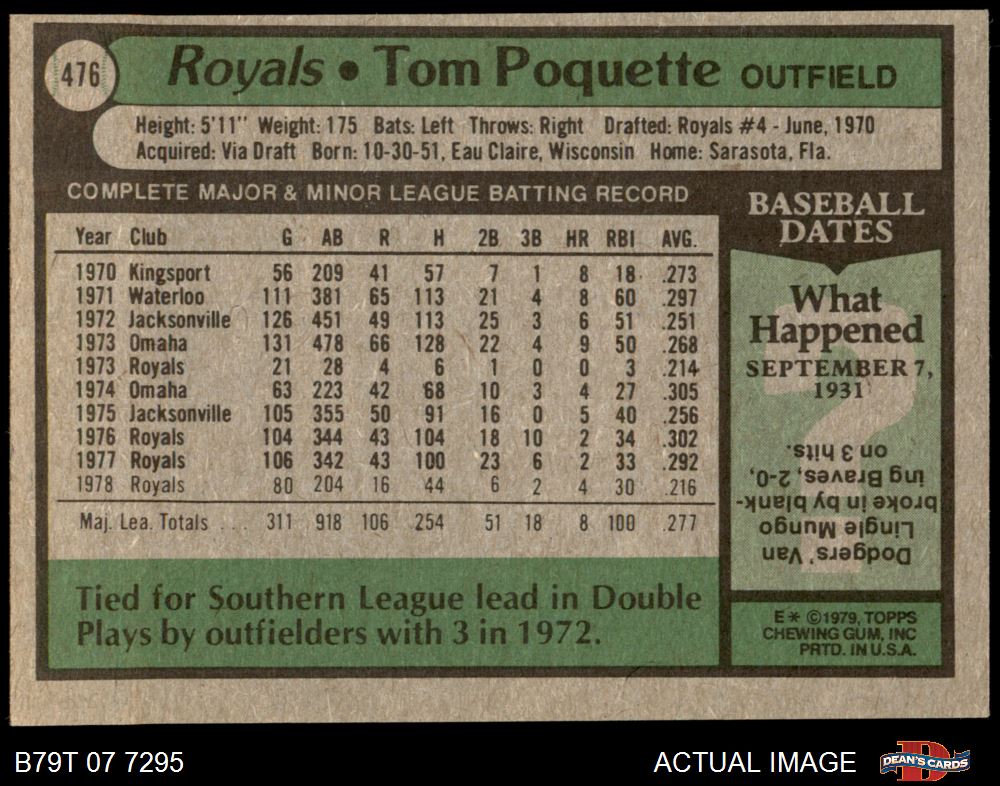 476
Royals • Tom Poquette OUTFIELD
Height: 5'11" Weight: 175 Bats: Left Throws: Right Drafted: Royals #4 - June, 1970
Acquired: Via Draft Born: 10-30-51, Eau Claire, Wisconsin Home: Sarasota, Fla.
COMPLETE MAJOR & MINOR LEAGUE BATTING RECORD
Year Club G AB R H 2B 3B HR RBI AVG.
1970 Kingsport 56 209 41 57 7 1 8 18 .273
1971 Waterloo 111 381 65 113 21 4 8 60 .297
1972 Jacksonville 126 451 49 113 25 3 6 51 .251
1973 Omaha 131 478 66 128 22 4 9 50 .268
1973 Royals 21 28 4 6 1 0 0 3 .214
1974 Omaha 63 223 42 68 10 3 4 27 .305
1975 Jacksonville 105 355 50 91 16 0 5 40 .256
1976 Royals 104 344 43 104 18 10 2 34 .302
1977 Royals 106 342 43 100 23 6 2 33 .292
1978 Royals 80 204 16 44 6 2 4 30 .216
Maj. Lea. Totals . . . 311 918 106 .254 51 18 8 100 .277
Tied for Southern League lead in Double
Plays by outfielders with 3 in 1972.
BASEBALL
DATES
What
Happened
SEPTEMBER 7,
1931
Dodgers' Van
Lingle Mungo
broke in by blank-
ing Braves, 2-0,
on 3 hits.
E* ©1979, TOPPS
CHEWING GUM, INC
PRTD. IN U.S.A.
B79T 07 7295
ACTUAL IMAGE
D
DEAN'S CARDS